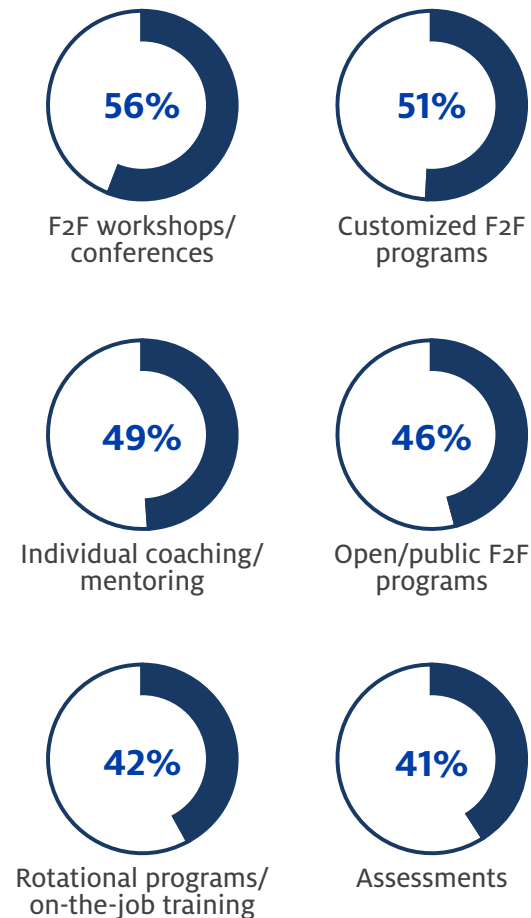 56%
F2F workshops/
conferences
51%
Customized F2F
programs
49%
Individual coaching/
mentoring
46%
Open/public F2F
programs
42%
Rotational programs/
on-the-job training
41%
Assessments